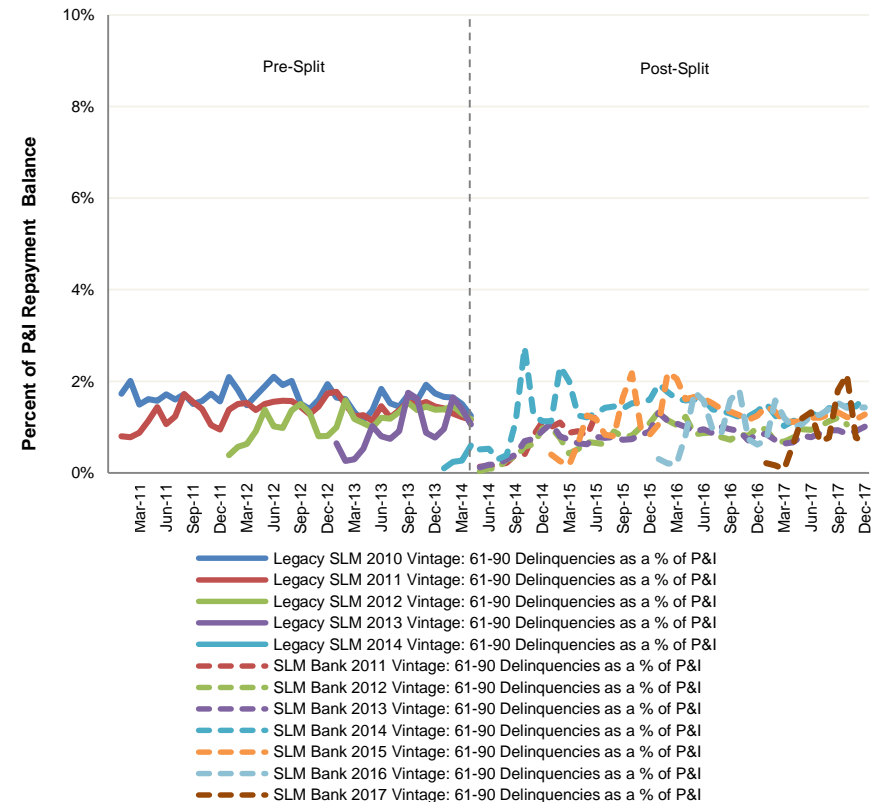 10%
8%
6%
4%
2%
0%
Percent of P&I Repayment Balance
Pre-Split
Post-Split
Mar-11
Jun-11
Sep-11
Dec-11
Mar-12
Jun-12
Sep-12
Dec-12
Mar-13
Jun-13
Sep-13
Dec-13
Mar-14
Jun-14
Sep-14
Dec-14
Mar-15
Jun-15
Sep-15
Dec-15
Mar-16
Jun-16
Sep-16
Dec-16
Mar-17
Jun-17
Sep-17
Dec-17
Legacy SLM 2010 Vintage: 61-90 Delinquencies as a % of P&I
Legacy SLM 2011 Vintage: 61-90 Delinquencies as a % of P&I
Legacy SLM 2012 Vintage: 61-90 Delinquencies as a % of P&I
Legacy SLM 2013 Vintage: 61-90 Delinquencies as a % of P&I
Legacy SLM 2014 Vintage: 61-90 Delinquencies as a % of P&I
SLM Bank 2011 Vintage: 61-90 Delinquencies as a % of P&I
SLM Bank 2012 Vintage: 61-90 Delinquencies as a % of P&I
SLM Bank 2013 Vintage: 61-90 Delinquencies as a % of P&I
SLM Bank 2014 Vintage: 61-90 Delinquencies as a % of P&I
SLM Bank 2015 Vintage: 61-90 Delinquencies as a % of P&I
SLM Bank 2016 Vintage: 61-90 Delinquencies as a % of P&I
SLM Bank 2017 Vintage: 61-90 Delinquencies as a % of P&I